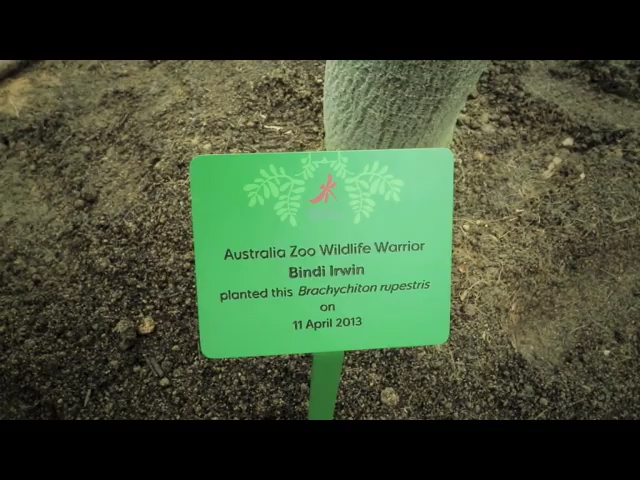 Australia Zoo Wildlife Warrior
Bindi Irwin
planted this Brachychiton rupestris
on
11 April 2013